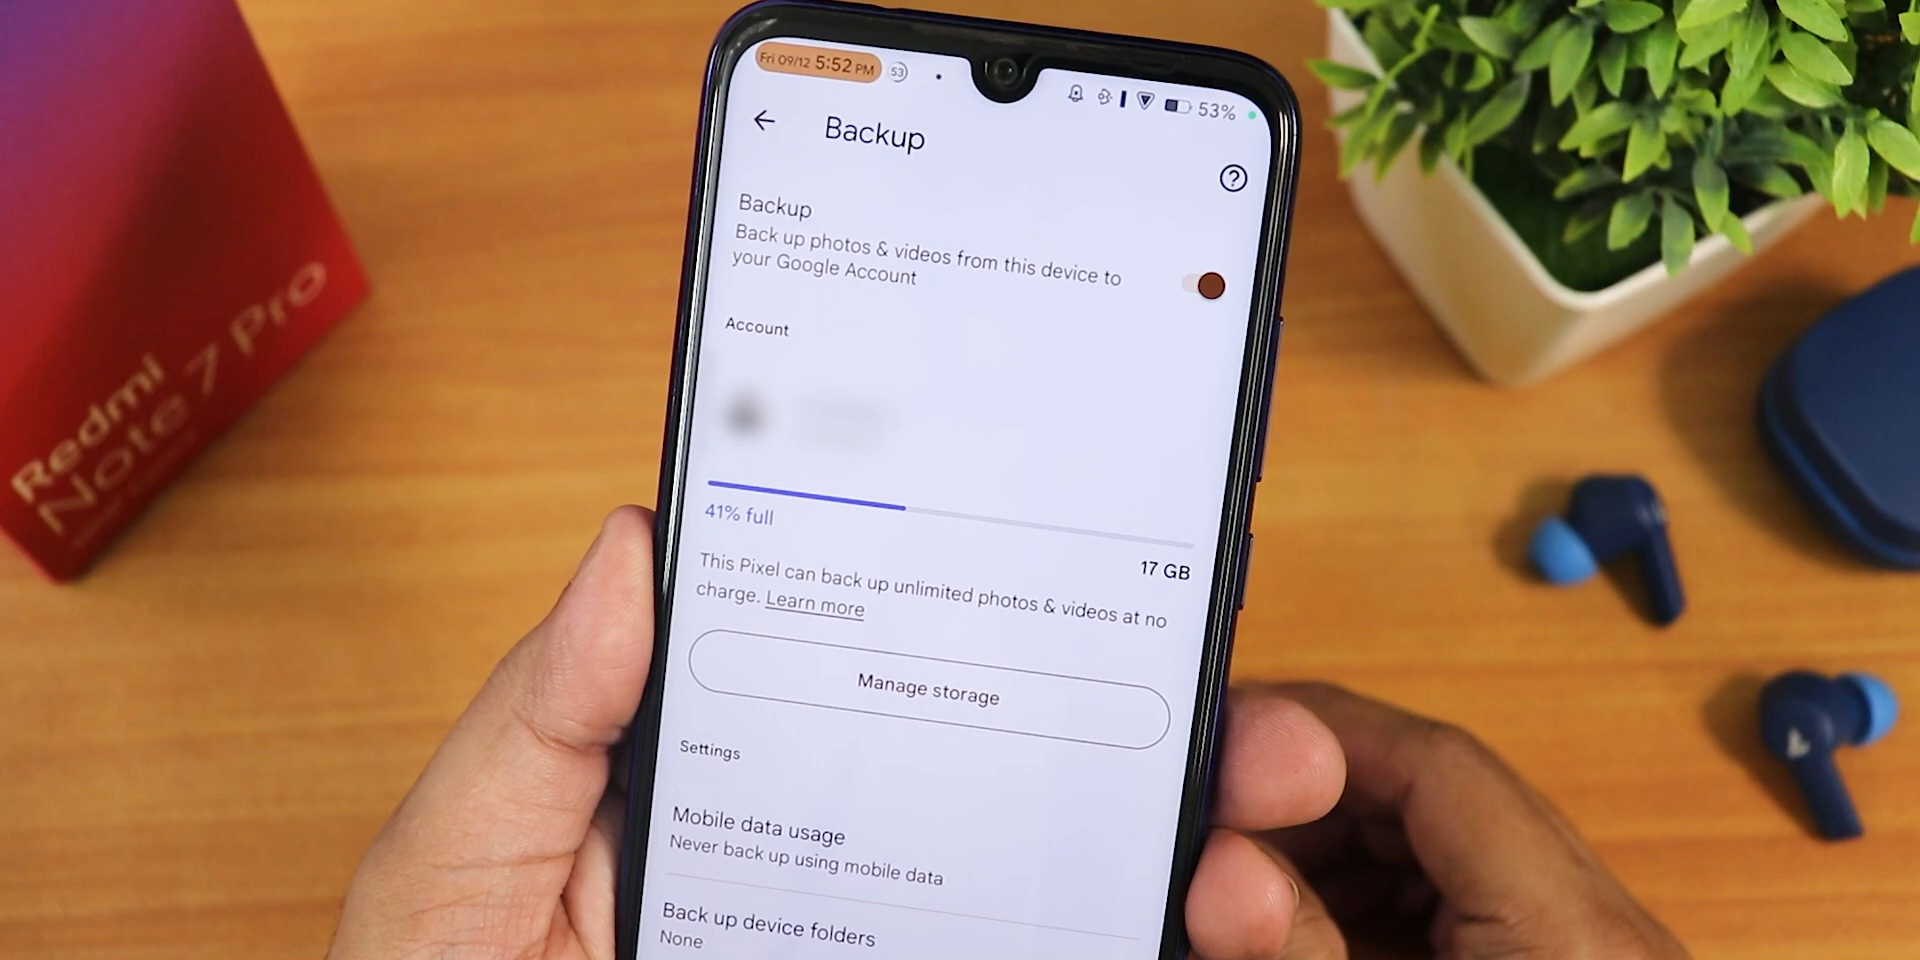 Fri 09/12 5:52 PM 53
53%
Backup
Backup
Back up photos & videos from this device to
your Google Account
Account
41% full
17 GB
This Pixel can back up unlimited photos & videos at no
charge. Learn more
Manage storage
Settings
Mobile data usage
Never back up using mobile data
Back up device folders
None
Redmi
Note 7 Pro